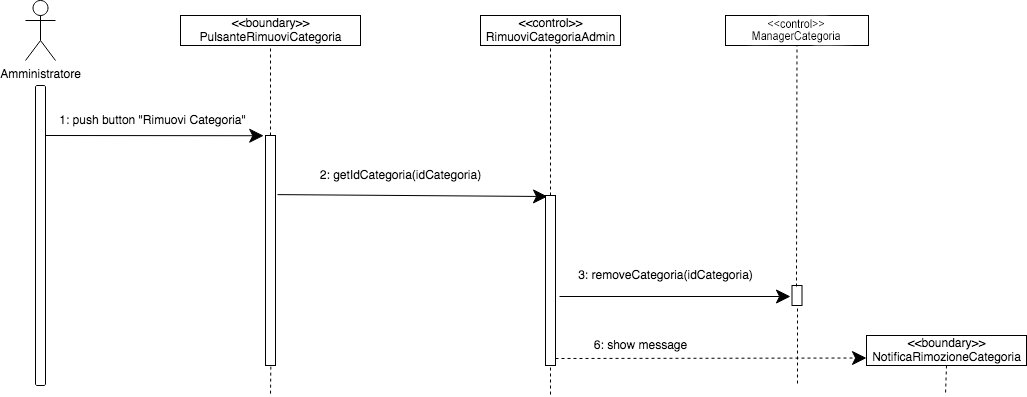 <<boundary>>
PulsanteRimuoviCategoria
<<control>>
RimuoviCategoriaAdmin
<<control>>
ManagerCategoria
Amministratore
1: push button "Rimuovi Categoria"
2: getIdCategoria(idCategoria)
3: removeCategoria(idCategoria)
6: show message
<<boundary>>
NotificaRimozioneCategoria